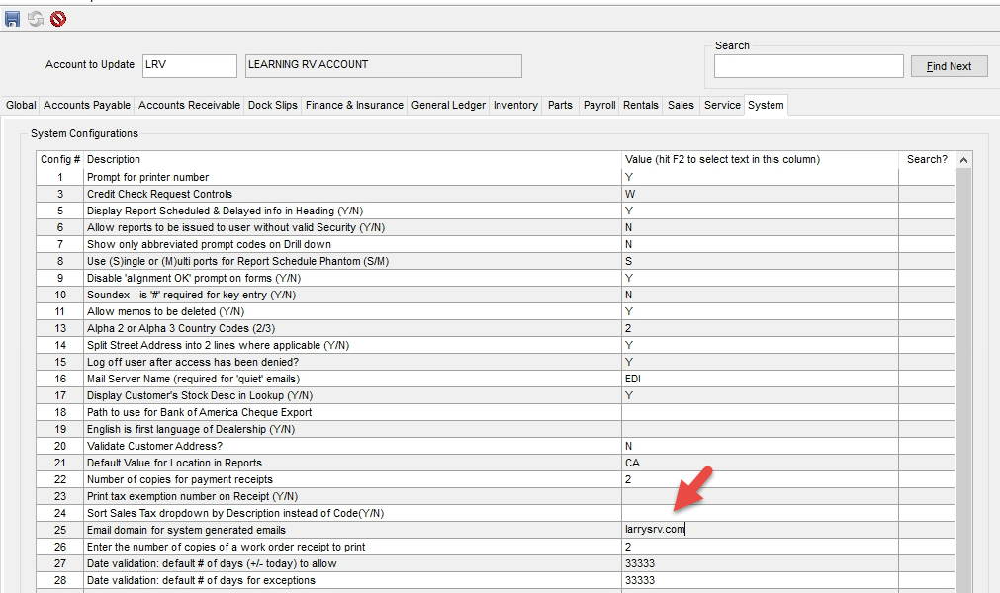 Search
Account to Update LRV LEARNING RV ACCOUNT Find Next
Global Accounts Payable Accounts Receivable Dock Slips Finance & Insurance General Ledger Inventory Parts Payroll Rentals Sales Service System
System Configurations
Config # Description Value (hit F2 to select text in this column) Search?
1 Prompt for printer number Y
3 Credit Check Request Controls W
5 Display Report Scheduled & Delayed info in Heading (Y/N) Y
6 Allow reports to be issued to user without valid Security (Y/N) N
7 Show only abbreviated prompt codes on Drill down N
8 Use (S)ingle or (M)ulti ports for Report Schedule Phantom (S/M) S
9 Disable 'alignment OK' prompt on forms (Y/N) Y
10 Soundex - is '#' required for key entry (Y/N) N
11 Allow memos to be deleted (Y/N) Y
13 Alpha 2 or Alpha 3 Country Codes (2/3) 2
14 Split Street Address into 2 lines where applicable (Y/N) Y
15 Log off user after access has been denied? Y
16 Mail Server Name (required for 'quiet' emails) EDI
17 Display Customer's Stock Desc in Lookup (Y/N) Y
18 Path to use for Bank of America Cheque Export
19 English is first language of Dealership (Y/N)
20 Validate Customer Address? N
21 Default Value for Location in Reports CA
22 Number of copies for payment receipts 2
23 Print tax exemption number on Receipt (Y/N)
24 Sort Sales Tax dropdown by Description instead of Code(Y/N)
25 Email domain for system generated emails larrysrv.com
26 Enter the number of copies of a work order receipt to print 2
27 Date validation: default # of days (+/- today) to allow 33333
28 Date validation: default # of days for exceptions 33333